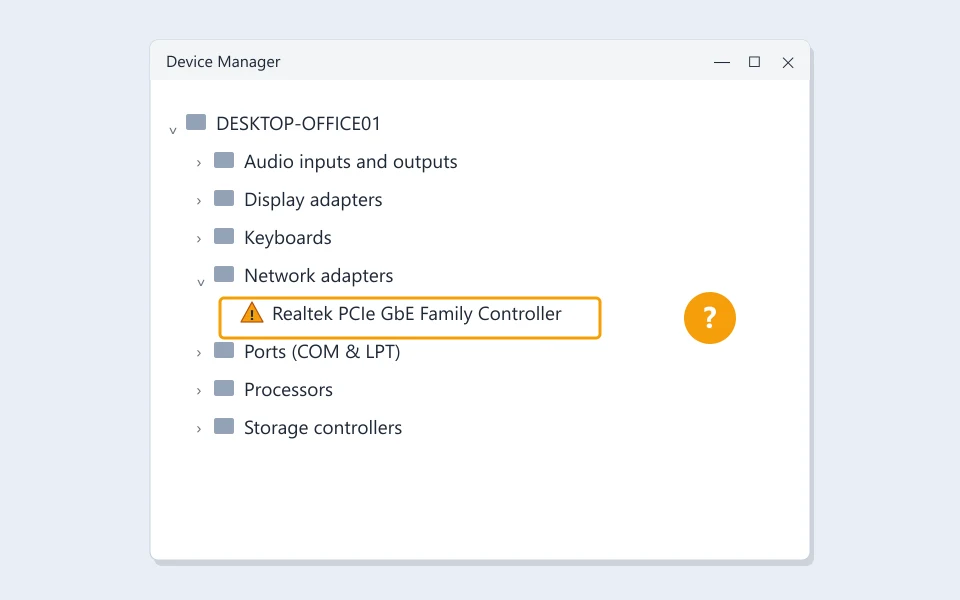 Device Manager
DESKTOP-OFFICE01
Audio inputs and outputs
Display adapters
Keyboards
Network adapters
Realtek PCIe GbE Family Controller
?
Ports (COM & LPT)
Processors
Storage controllers